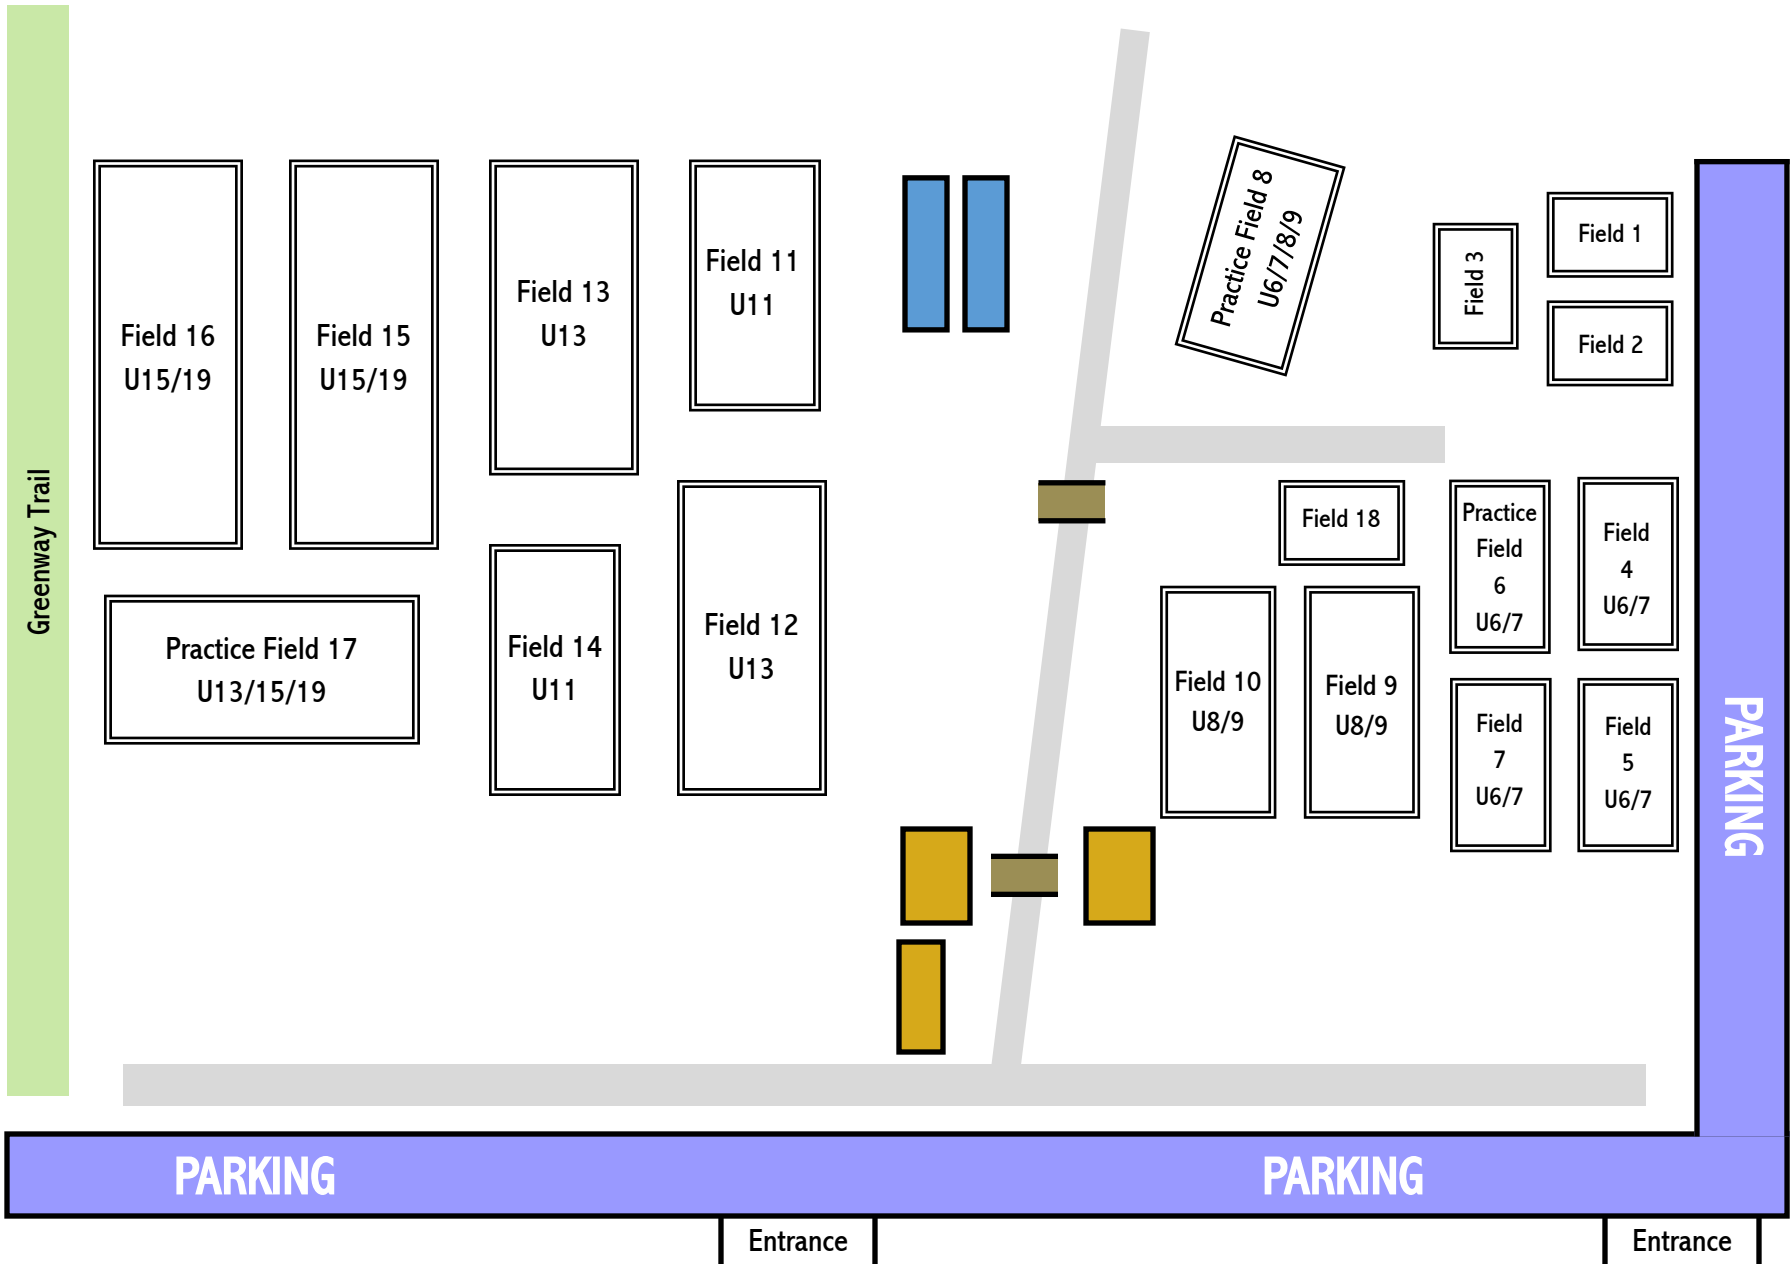 Greenway Trail
Field 16
U15/19
Field 15
U15/19
Field 13
U13
Field 11
U11
Practice Field 17
U13/15/19
Field 14
U11
Field 12
U13
Practice Field 8
U6/7/8/9
Field 3
Field 1
Field 2
Field 18
Field 10
U8/9
Field 9
U8/9
Practice
Field
6
U6/7
Field
4
U6/7
Field
7
U6/7
Field
5
U6/7
PARKING
PARKING
PARKING
Entrance
Entrance